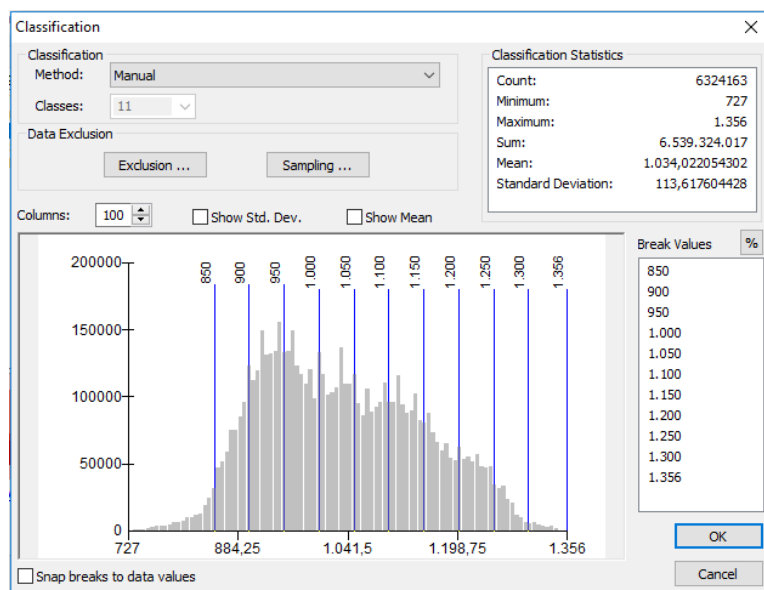 Classification
Classification
Method: Manual
Classes: 11
Data Exclusion
Exclusion ... Sampling ...
Classification Statistics
Count: 6324163
Minimum: 727
Maximum: 1.356
Sum: 6.539.324.017
Mean: 1.034,022054302
Standard Deviation: 113,617604428
Columns: 100 Show Std. Dev. Show Mean
Break Values %
850
900
950
1.000
1.050
1.100
1.150
1.200
1.250
1.300
1.356
200000
150000
100000
50000
0
850 900 950 1.000 1.050 1.100 1.150 1.200 1.250 1.300 1.356
727 884,25 1.041,5 1.198,75 1.356
OK
Snap breaks to data values
Cancel